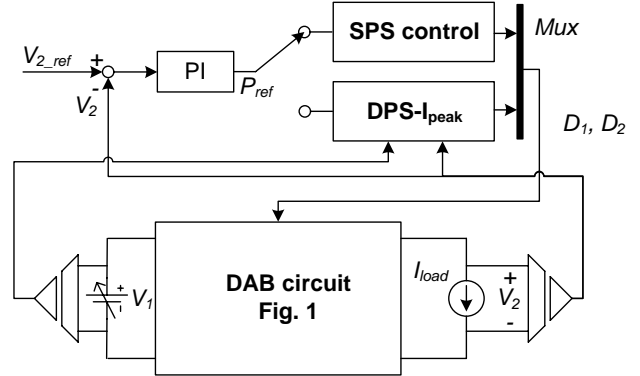 SPS control
Mux
V2_ref
+
PI
-
V2
Pref
DPS-Ipeak
D1, D2
DAB circuit
Fig. 1
+
-
V1
Iload
+
V2
-